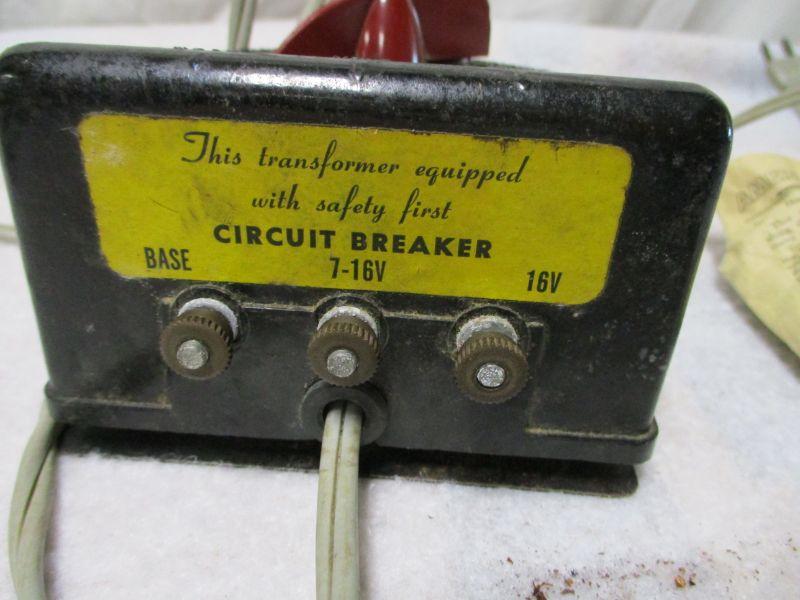 This transformer equipped
with safety first
CIRCUIT BREAKER
BASE 7-16V 16V